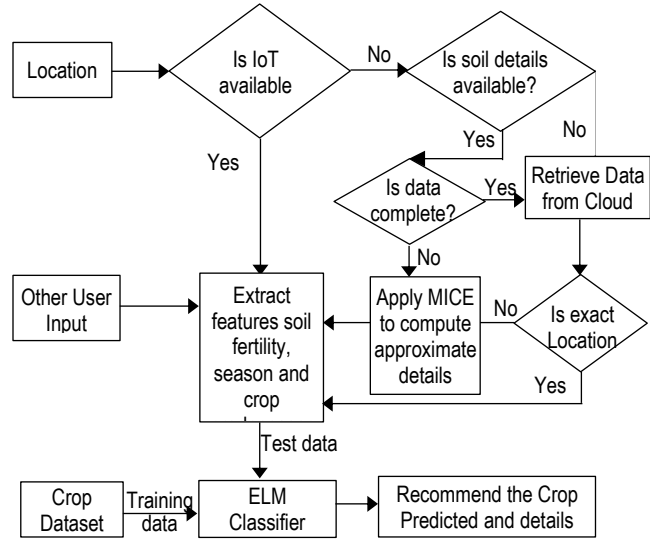 Location
Is IoT
available
No
Is soil details
available?
Yes
No
Yes
Is data
complete?
Yes
Retrieve Data
from Cloud
No
Other User
Input
Extract
features soil
fertility,
season and
crop
Apply MICE
to compute
approximate
details
No
Is exact
Location
Yes
Test data
Crop
Dataset
Training
data
ELM
Classifier
Recommend the Crop
Predicted and details